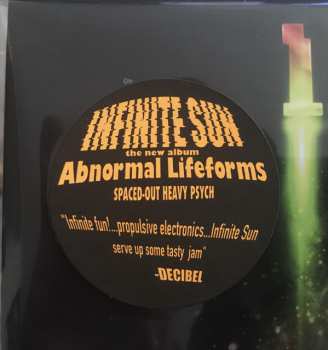 INFINITE SUN
the new album
Abnormal Lifeforms
SPACED-OUT HEAVY PSYCH
"Infinite fun!...propulsive electronics...Infinite Sun
serve up some tasty jam"
-DECIBEL